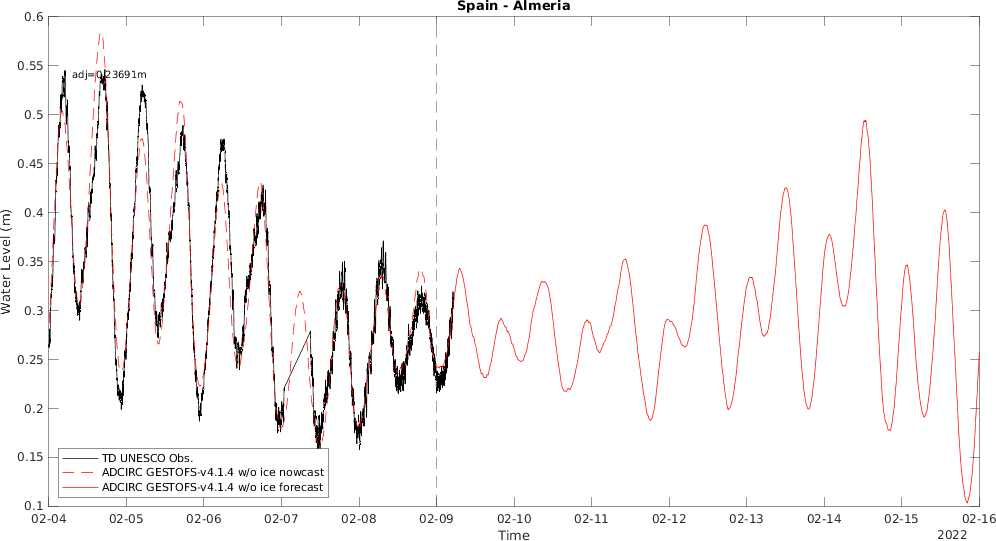 Spain - Almeria
0.6
0.55
0.5
0.45
0.4
0.35
0.3
0.25
0.2
0.15
0.1
Water Level (m)
adj=0.23691m
TD UNESCO Obs.
ADCIRC GESTOFS-v4.1.4 w/o ice nowcast
ADCIRC GESTOFS-v4.1.4 w/o ice forecast
02-04 02-05 02-06 02-07 02-08 02-09 02-10 02-11 02-12 02-13 02-14 02-15 02-16
Time
2022